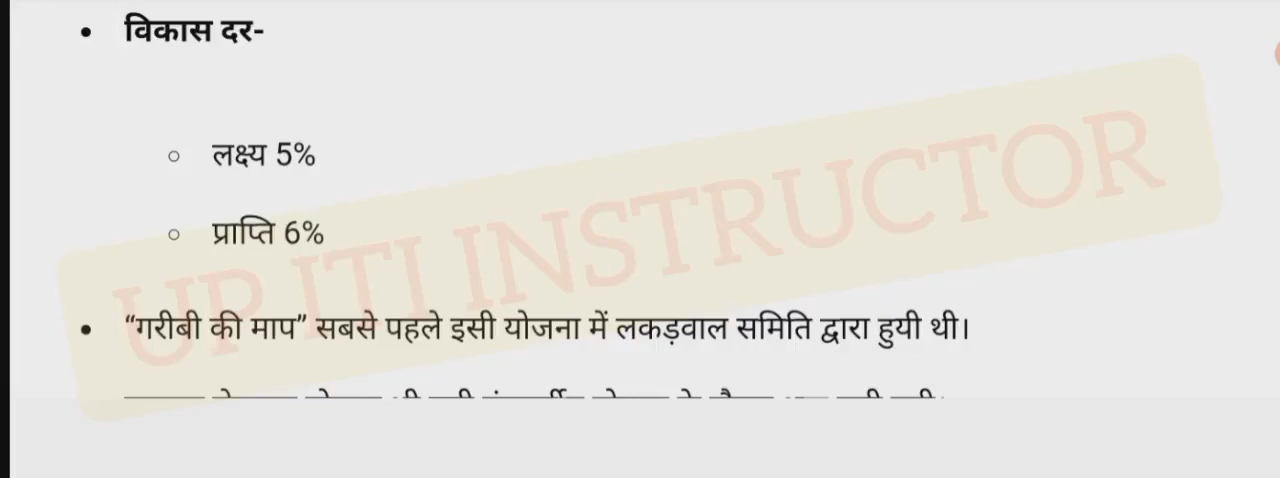 विकास दर-
लक्ष्य 5%
प्राप्ति 6%
“गरीबी की माप” सबसे पहले इसी योजना में लकड़वाल समिति द्वारा हुयी थी।
UP ITI INSTRUCTOR